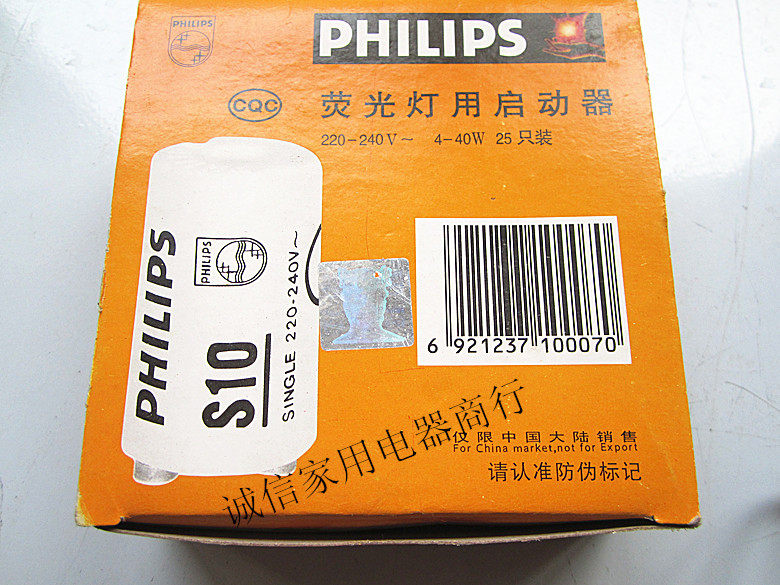 PHILIPS
PHILIPS
CQC
荧光灯用启动器
220-240V~ 4-40W 25只装
PHILIPS
PHILIPS
S10
SINGLE 220-240V~
6 921237 100070
仅限中国大陆销售
For China market,not for Export
请认准防伪标记
诚信家用电器商行